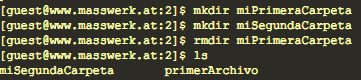 [guest@www.masswerk.at:2]$ mkdir miPrimeraCarpeta
[guest@www.masswerk.at:2]$ mkdir miSegundaCarpeta
[guest@www.masswerk.at:2]$ rmdir miPrimeraCarpeta
[guest@www.masswerk.at:2]$ ls
miSegundaCarpeta primerArchivo